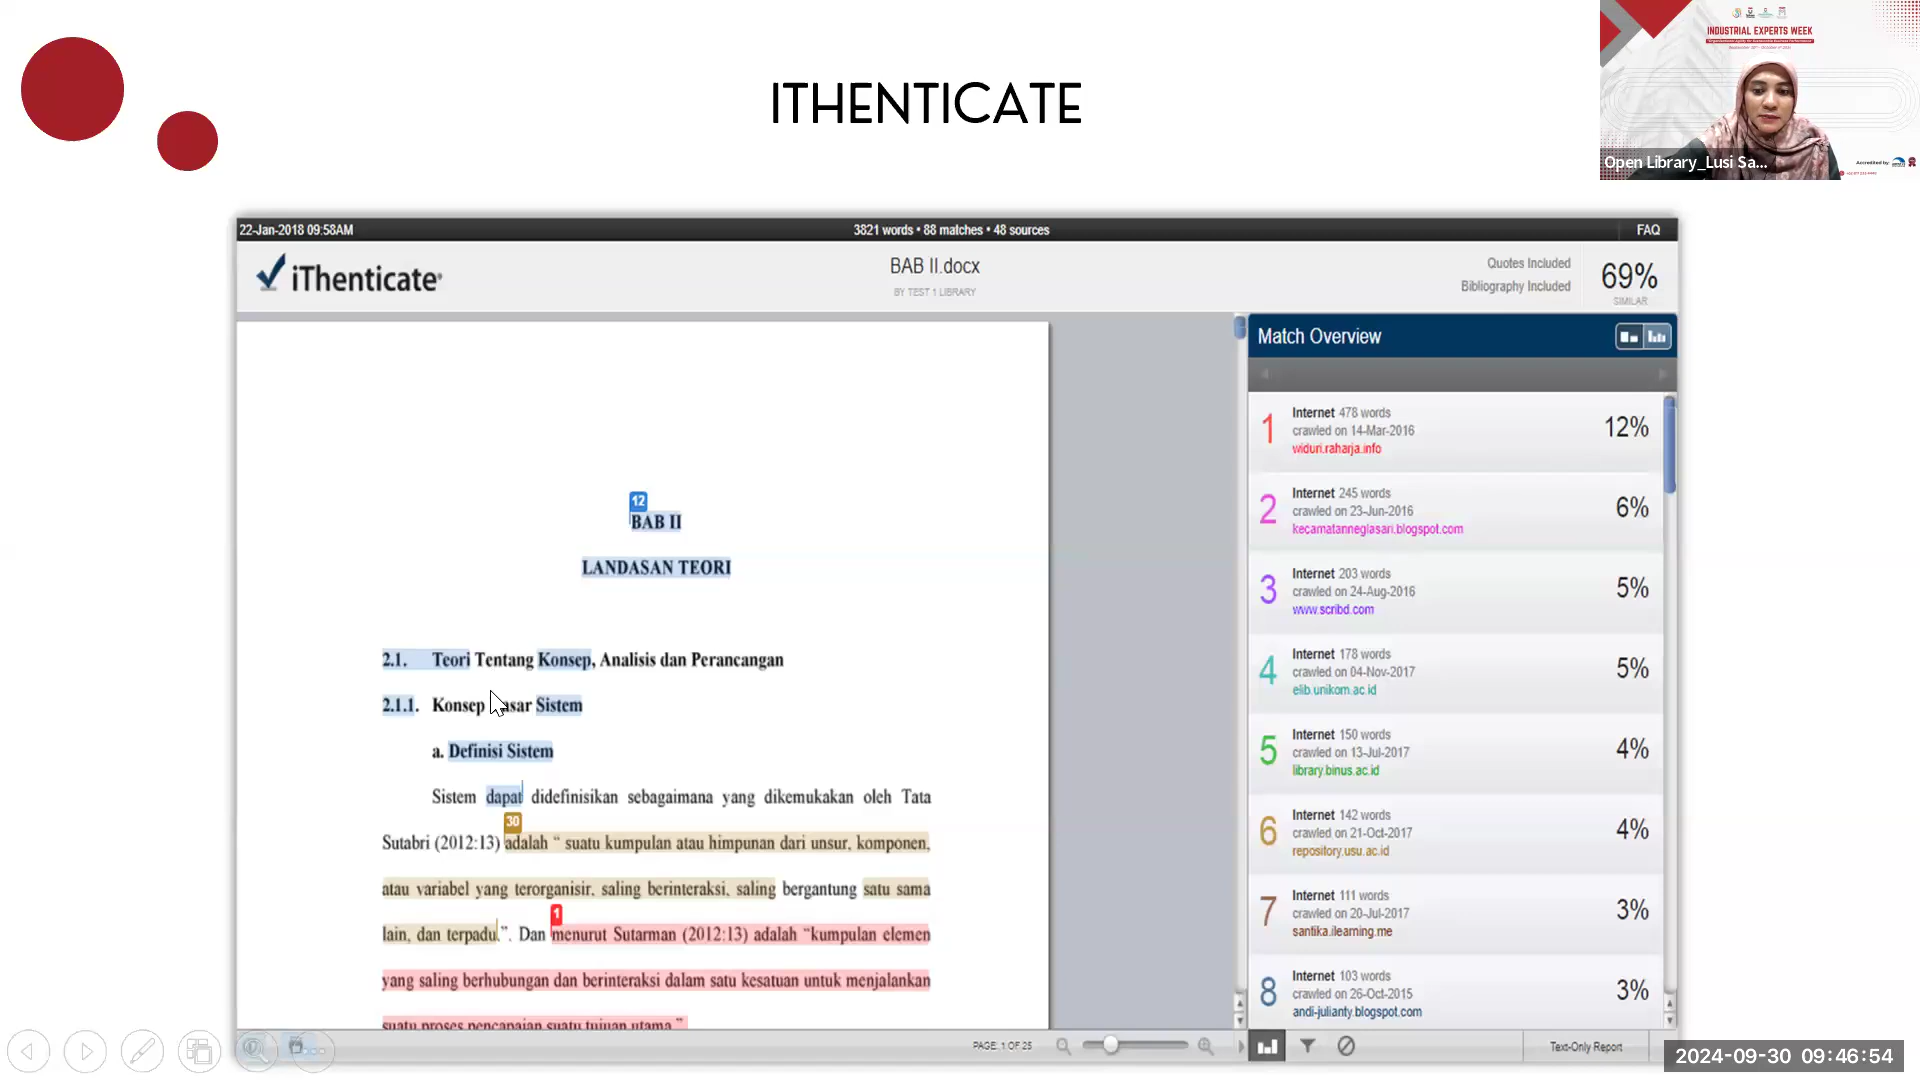 ITHENTICATE
INDUSTRIAL EXPERTS WEEK
Open Library_Lusi Sa...
Accredited by
22-Jan-2018 09:58AM
3821 words • 88 matches • 48 sources
FAQ
iThenticate
BAB II.docx
BY TEST 1 LIBRARY
Quotes Included
Bibliography Included
69%
SIMILAR
12
BAB II
LANDASAN TEORI
2.1. Teori Tentang Konsep, Analisis dan Perancangan
2.1.1. Konsep Sistem
a. Definisi Sistem
Sistem dapat didefinisikan sebagaimana yang dikemukakan oleh Tata
30
Sutabri (2012:13) adalah “ suatu kumpulan atau himpunan dari unsur, komponen,
atau variabel yang terorganisir, saling berinteraksi, saling bergantung satu sama
1
lain, dan terpadu.”. Dan menurut Sutarman (2012:13) adalah “kumpulan elemen
yang saling berhubungan dan berinteraksi dalam satu kesatuan untuk menjalankan
suatu proses pencapaian suatu tujuan utama.”
Match Overview
1 Internet 478 words
crawled on 14-Mar-2016
widuri.raharja.info
12%
2 Internet 245 words
crawled on 23-Jun-2016
kecamatanneglasari.blogspot.com
6%
3 Internet 203 words
crawled on 24-Aug-2016
www.scribd.com
5%
4 Internet 178 words
crawled on 04-Nov-2017
elib.unikom.ac.id
5%
5 Internet 150 words
crawled on 13-Jul-2017
library.binus.ac.id
4%
6 Internet 142 words
crawled on 21-Oct-2017
repository.usu.ac.id
4%
7 Internet 111 words
crawled on 20-Jul-2017
santika.ilearning.me
3%
8 Internet 103 words
crawled on 26-Oct-2015
andi-julianty.blogspot.com
3%
PAGE: 1 OF 25
Text-Only Report
2024-09-30 09:46:54